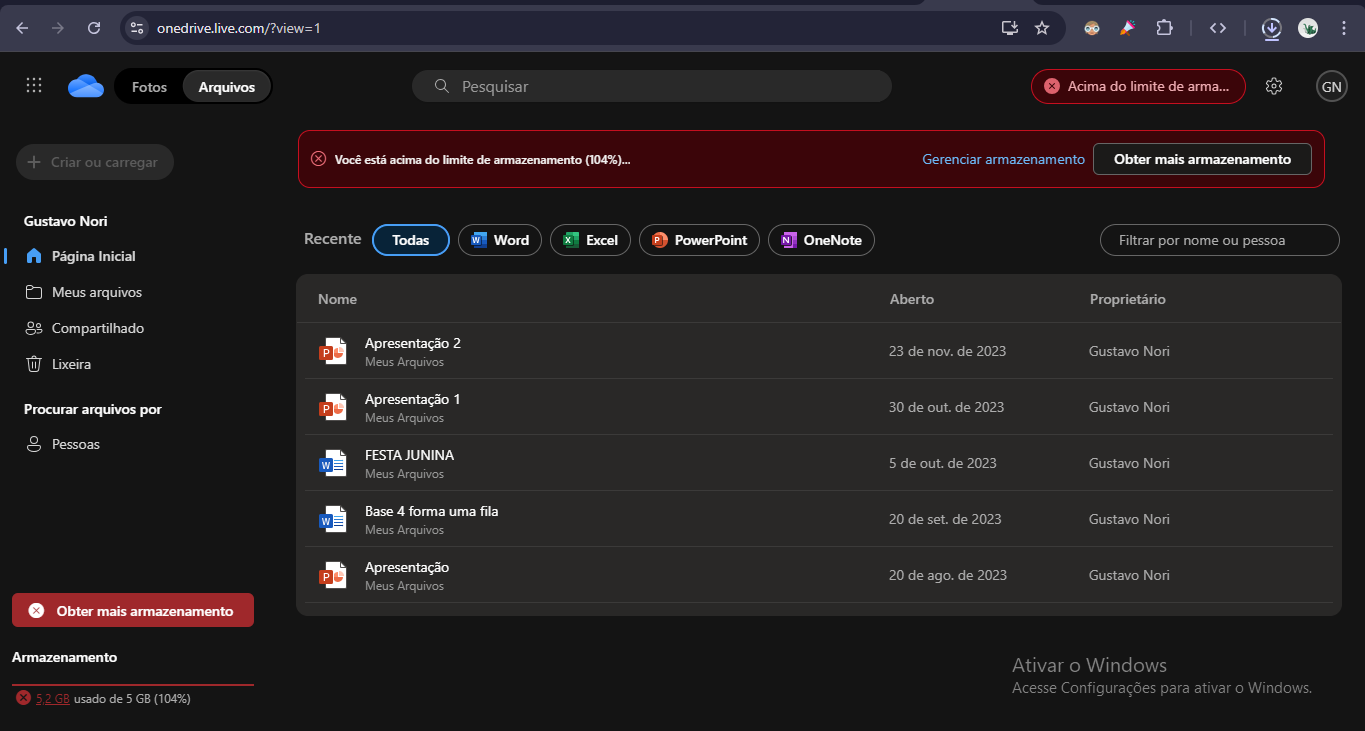 onedrive.live.com/?view=1
Fotos Arquivos Pesquisar Acima do limite de arma... GN
Criar ou carregar
Você está acima do limite de armazenamento (104%)... Gerenciar armazenamento Obter mais armazenamento
Gustavo Nori
Página Inicial
Meus arquivos
Compartilhado
Lixeira
Procurar arquivos por
Pessoas
Recente Todas Word Excel PowerPoint OneNote Filtrar por nome ou pessoa
Nome Aberto Proprietário
Apresentação 2
Meus Arquivos
23 de nov. de 2023 Gustavo Nori
Apresentação 1
Meus Arquivos
30 de out. de 2023 Gustavo Nori
FESTA JUNINA
Meus Arquivos
5 de out. de 2023 Gustavo Nori
Base 4 forma uma fila
Meus Arquivos
20 de set. de 2023 Gustavo Nori
Apresentação
Meus Arquivos
20 de ago. de 2023 Gustavo Nori
Obter mais armazenamento
Armazenamento
5,2 GB usado de 5 GB (104%)
Ativar o Windows
Acesse Configurações para ativar o Windows.